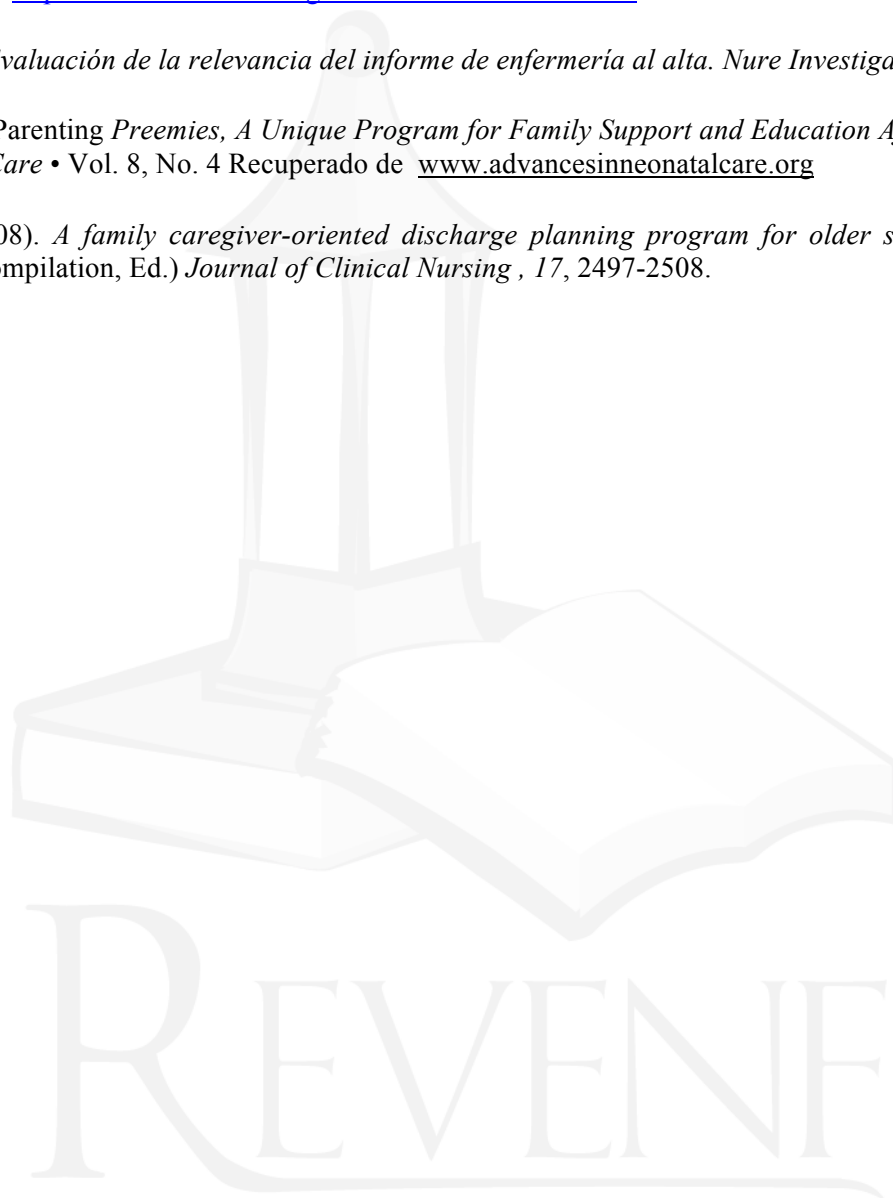 valuación de la relevancia del informe de enfermería al alta. Nure Investiga
Parenting Preemies, A Unique Program for Family Support and Education A
Care • Vol. 8, No. 4 Recuperado de www.advancesinneonatalcare.org
08). A family caregiver-oriented discharge planning program for older s
ompilation, Ed.) Journal of Clinical Nursing , 17, 2497-2508.
REVENF